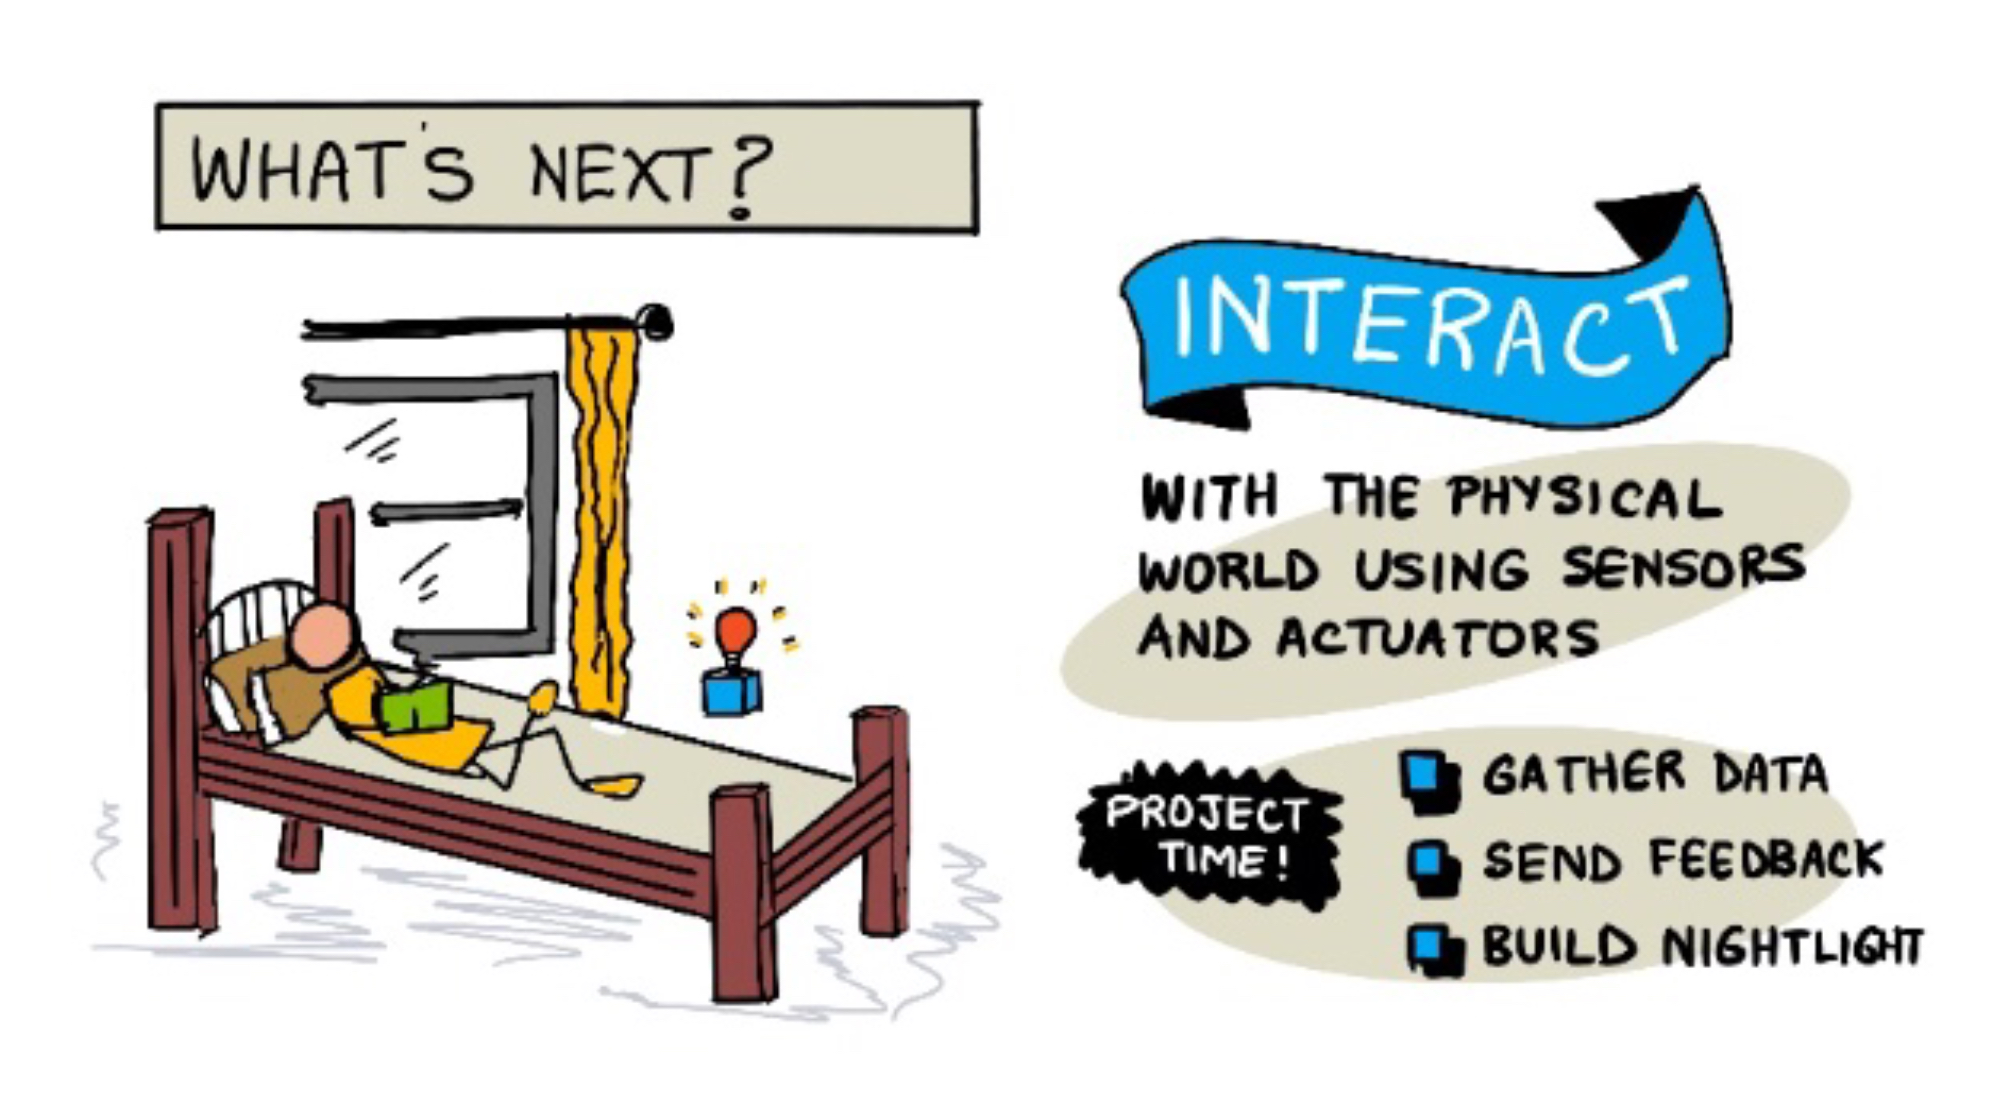 WHAT'S NEXT?
INTERACT
WITH THE PHYSICAL
WORLD USING SENSORS
AND ACTUATORS
PROJECT
TIME!
GATHER DATA
SEND FEEDBACK
BUILD NIGHTLIGHT